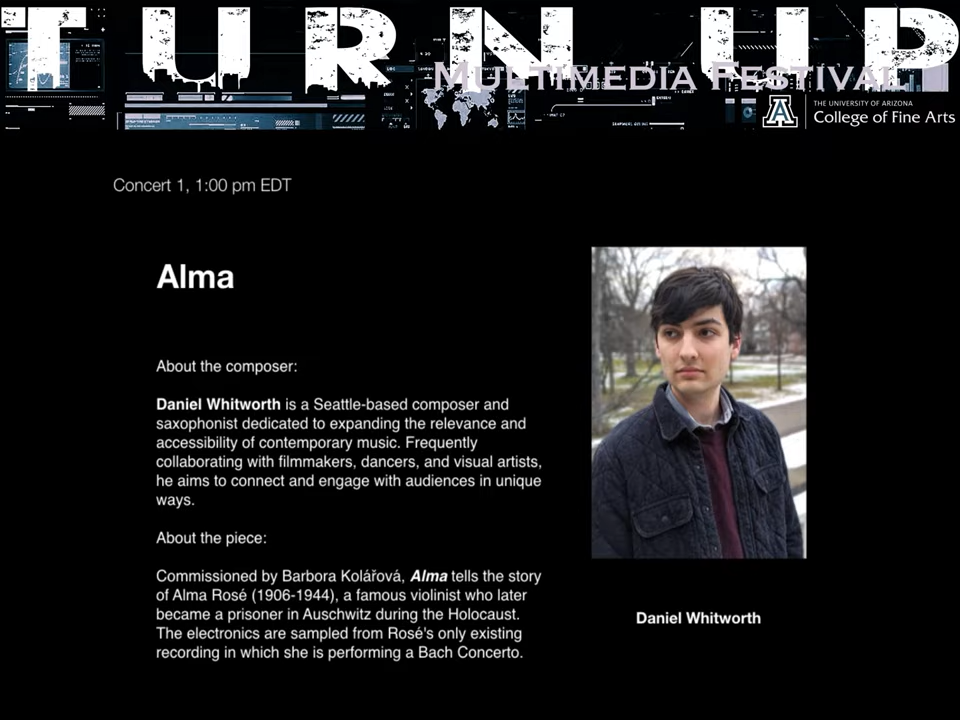 TURN UP
MULTIMEDIA FESTIVAL
A
THE UNIVERSITY OF ARIZONA
College of Fine Arts
Concert 1, 1:00 pm EDT
Alma
About the composer:
Daniel Whitworth is a Seattle-based composer and
saxophonist dedicated to expanding the relevance and
accessibility of contemporary music. Frequently
collaborating with filmmakers, dancers, and visual artists,
he aims to connect and engage with audiences in unique
ways.
About the piece:
Commissioned by Barbora Kolářová, Alma tells the story
of Alma Rosé (1906-1944), a famous violinist who later
became a prisoner in Auschwitz during the Holocaust.
The electronics are sampled from Rosé's only existing
recording in which she is performing a Bach Concerto.
Daniel Whitworth